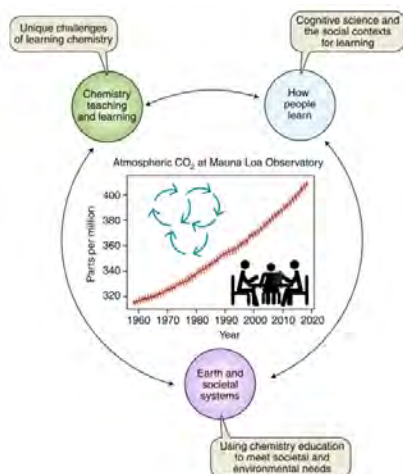 Unique challenges
of learning chemistry
Cognitive science and
the social contexts
for learning
Chemistry
teaching and
learning
How
people
learn
Atmospheric CO₂ at Mauna Loa Observatory
Parts per million
400
380
360
340
320
1960
1970
1980
1990
2000
2010
2020
Year
Earth and
societal
systems
Using chemistry education
to meet societal and
environmental needs